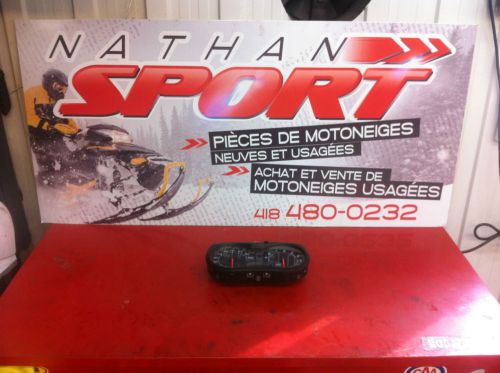 NATHAN
SPORT
PIÈCES DE MOTONEIGES
NEUVES ET USAGÉES
ACHAT ET VENTE DE
MOTONEIGES USAGÉES
418 480-0232